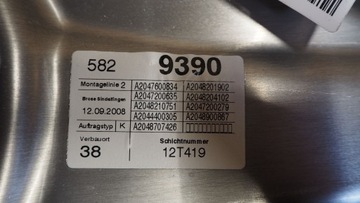 582 9390
Montagelinie 2 A2047600834 A2048201902
A2047200635 A2048204102
Brose Sindelfingen A2048210751 A2047200279
12.09.2008 A2044400305 A2048900867
Auftragstyp K A2048707426
Verbauort Schichtnummer
38 12T419